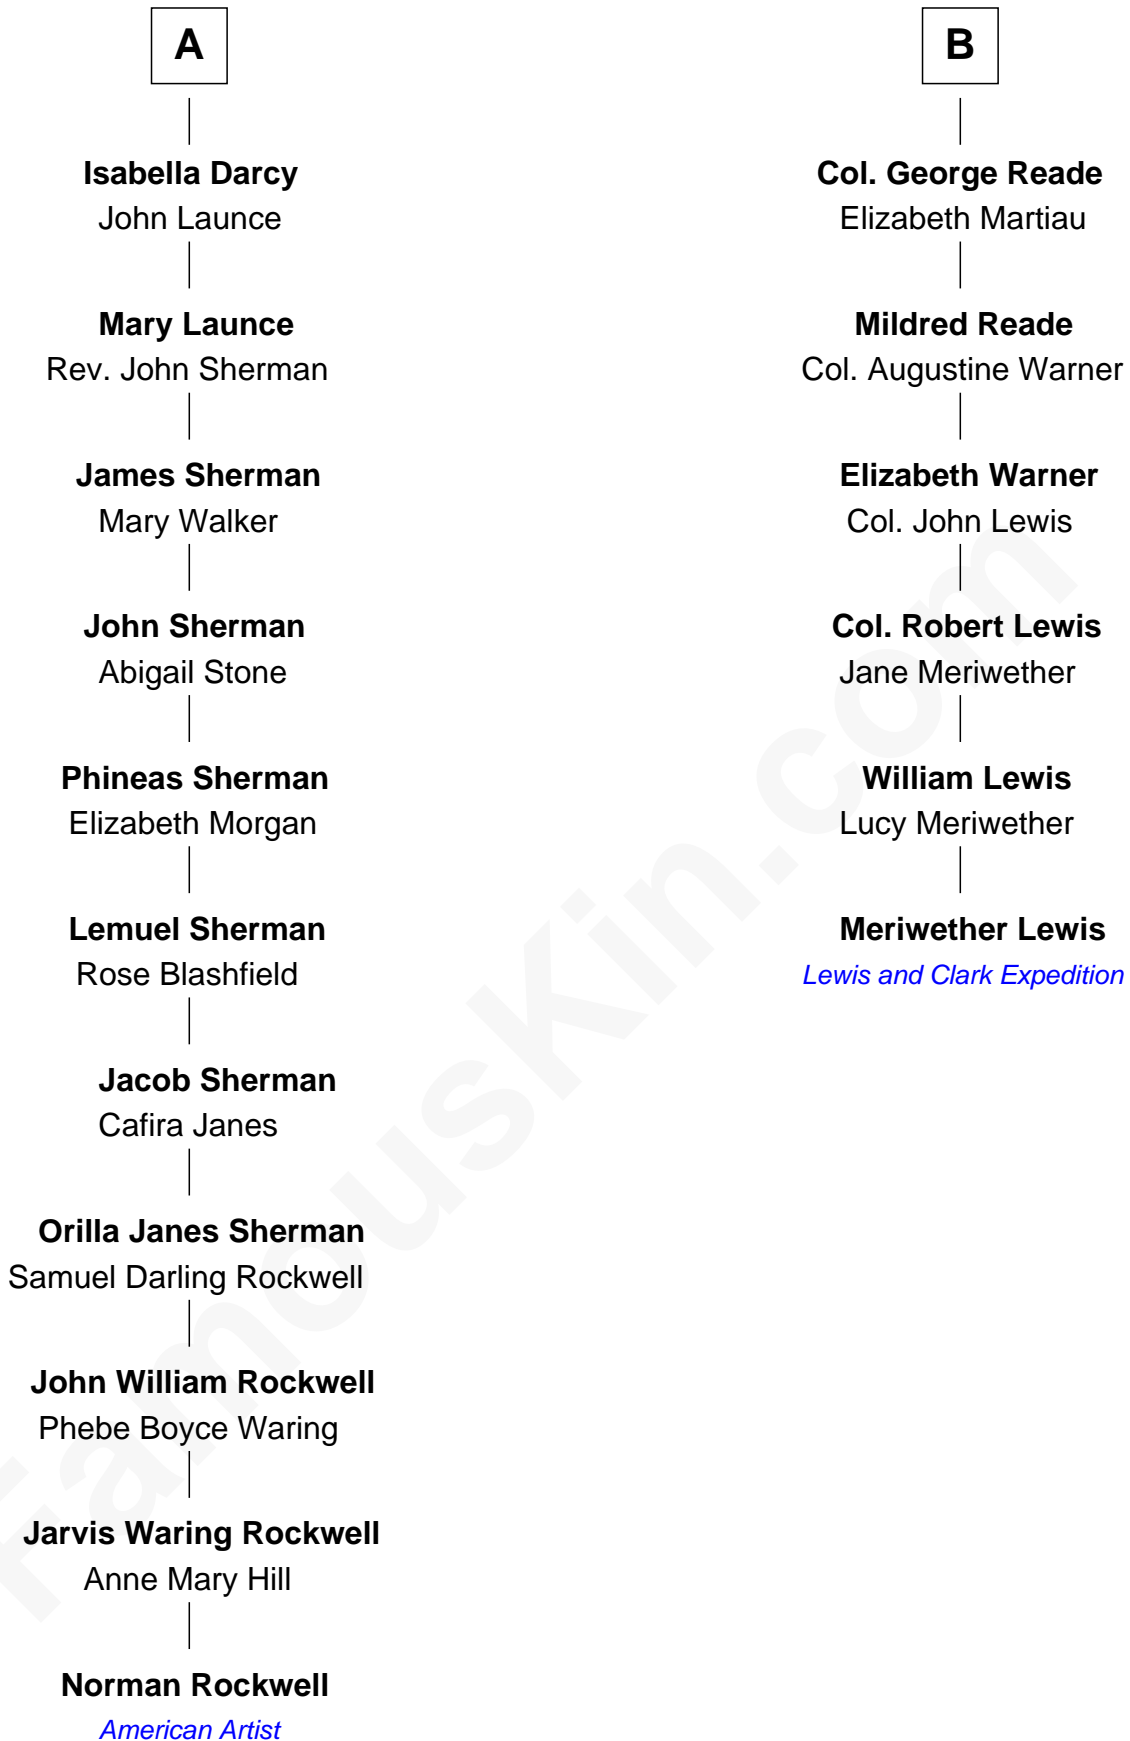 A
Isabella Darcy
John Launce
Mary Launce
Rev. John Sherman
James Sherman
Mary Walker
John Sherman
Abigail Stone
Phineas Sherman
Elizabeth Morgan
Lemuel Sherman
Rose Blashfield
Jacob Sherman
Cafira Janes
Orilla Janes Sherman
Samuel Darling Rockwell
John William Rockwell
Phebe Boyce Waring
Jarvis Waring Rockwell
Anne Mary Hill
Norman Rockwell
American Artist
B
Col. George Reade
Elizabeth Martiau
Mildred Reade
Col. Augustine Warner
Elizabeth Warner
Col. John Lewis
Col. Robert Lewis
Jane Meriwether
William Lewis
Lucy Meriwether
Meriwether Lewis
Lewis and Clark Expedition
FamousKin.com